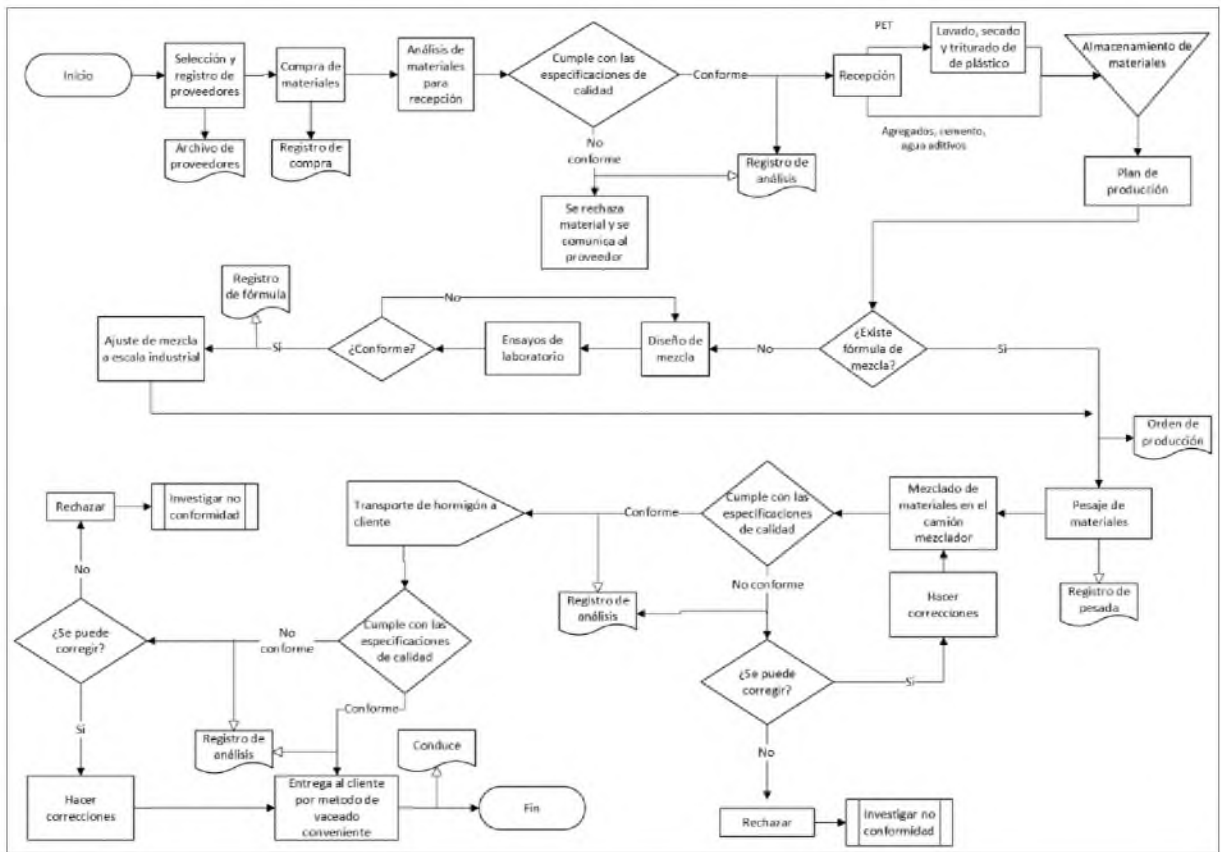 Inicio
Selección y
registro de
proveedores
Archivo de
proveedores
Compra de
materiales
Registro de
compra
Análisis de
materiales
para
recepción
Cumple con las
especificaciones de
calidad
Conforme
No
conforme
Se rechaza
material y se
comunica al
proveedor
Registro de
análisis
Recepción
PET
Lavado, secado
y triturado de
de plástico
Agregados, cemento,
agua aditivos
Almacenamiento de
materiales
Plan de
producción
¿Existe
fórmula de
mezcla?
No
Si
Diseño de
mezcla
Ensayos de
laboratorio
¿Conforme?
No
Si
Registro
de fórmula
Ajuste de mezcla
a escala industrial
Orden de
producción
Pesaje de
materiales
Registro de
pesada
Mezclado de
materiales en el
camión
mezclador
Cumple con las
especificaciones
de calidad
Conforme
No conforme
Registro de
análisis
¿Se puede
corregir?
Si
Hacer
correcciones
No
Rechazar
Investigar no
conformidad
Transporte de hormigón a
cliente
Cumple con las
especificaciones
de calidad
No
conforme
Conforme
Registro de
análisis
¿Se puede
corregir?
No
Rechazar
Investigar no
conformidad
Si
Hacer
correcciones
Entrega al cliente
por metodo de
vaceado
conveniente
Conduce
Fin